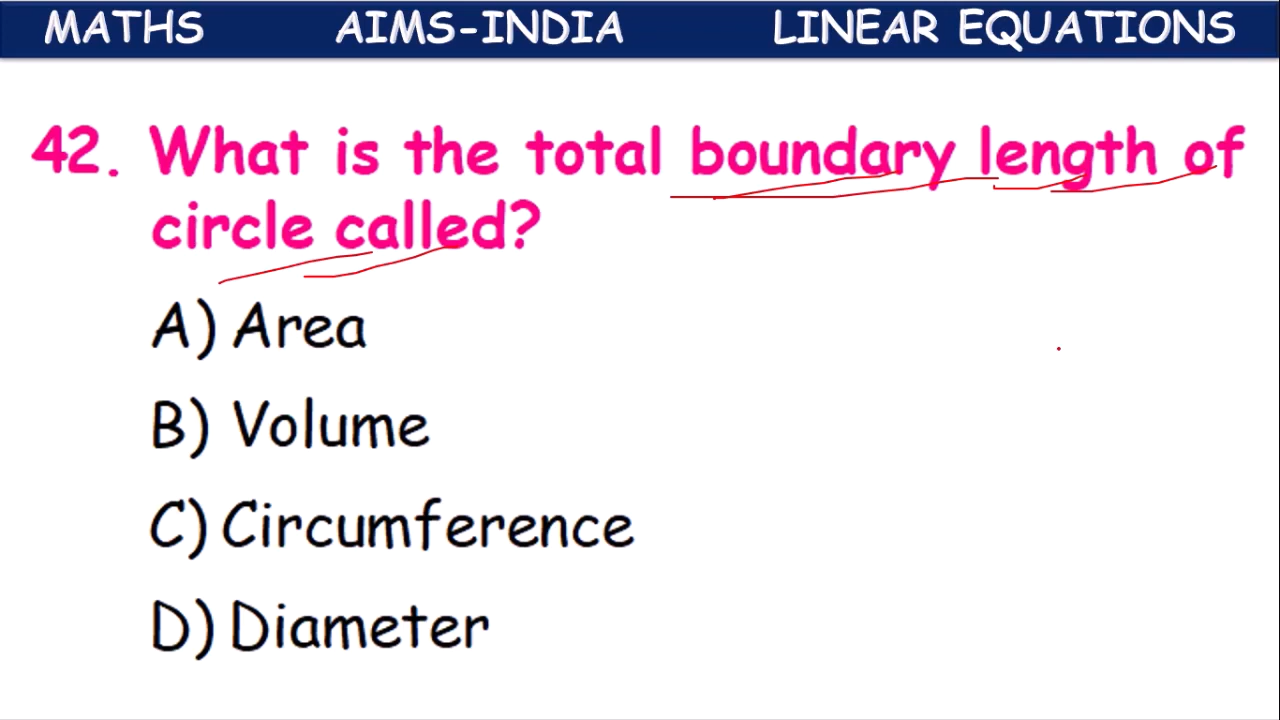 MATHS AIMS-INDIA LINEAR EQUATIONS
42. What is the total boundary length of
circle called?
A) Area
B) Volume
C) Circumference
D) Diameter